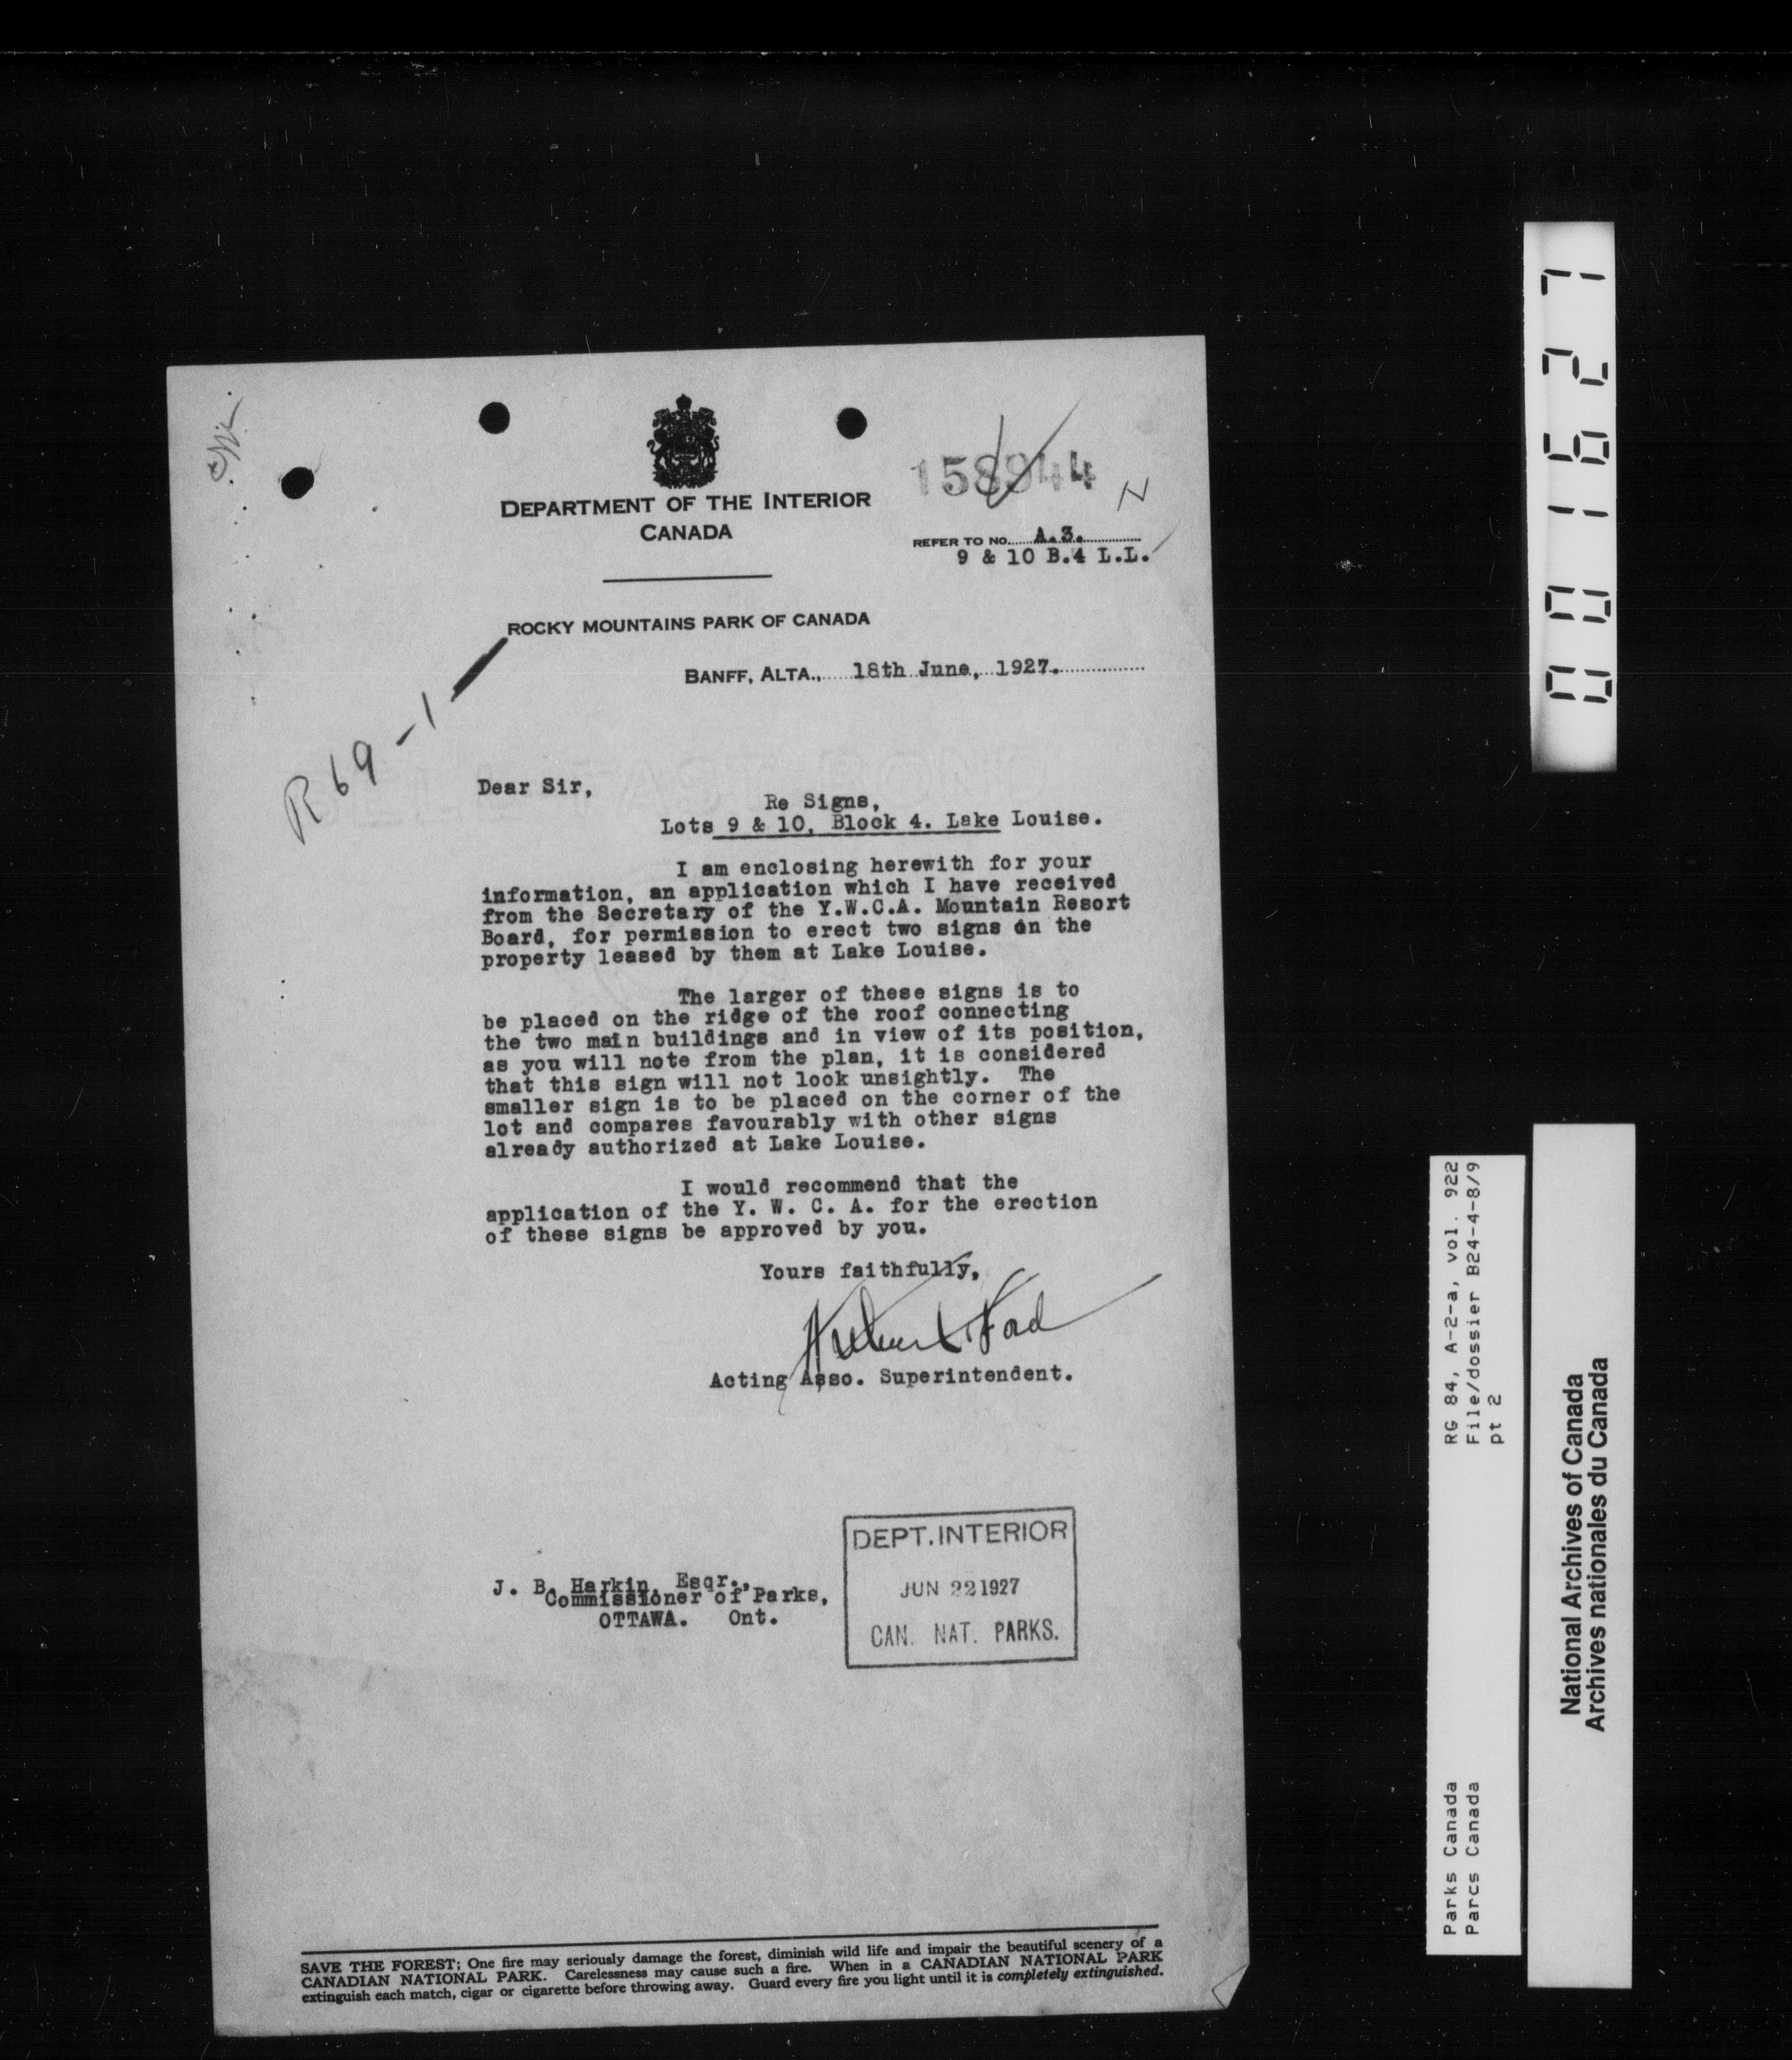 158944
DEPARTMENT OF THE INTERIOR
CANADA
REFER TO NO. A.3.
9 & 10 B.4 L.L.
ROCKY MOUNTAINS PARK OF CANADA
BANFF, ALTA., 18th June, 1927.
R69-1
Dear Sir,
Re Signs,
Lots 9 & 10, Block 4. Lake Louise.
I am enclosing herewith for your
information, an application which I have received
from the Secretary of the Y.W.C.A. Mountain Resort
Board, for permission to erect two signs on the
property leased by them at Lake Louise.
The larger of these signs is to
be placed on the ridge of the roof connecting
the two main buildings and in view of its position,
as you will note from the plan, it is considered
that this sign will not look unsightly. The
smaller sign is to be placed on the corner of the
lot and compares favourably with other signs
already authorized at Lake Louise.
I would recommend that the
application of the Y. W. C. A. for the erection
of these signs be approved by you.
Yours faithfully,
Acting Asso. Superintendent.
J. B. Harkin, Esqr.,
Commissioner of Parks,
OTTAWA. Ont.
DEPT. INTERIOR
JUN 22 1927
CAN. NAT. PARKS.
SAVE THE FOREST; One fire may seriously damage the forest, diminish wild life and impair the beautiful scenery of a
CANADIAN NATIONAL PARK. Carelessness may cause such a fire. When in a CANADIAN NATIONAL PARK
extinguish each match, cigar or cigarette before throwing away. Guard every fire you light until it is completely extinguished.
001627
Parks Canada RG 84, A-2-a, vol. 922
Parcs Canada File/dossier B24-4-8/9
pt 2
National Archives of Canada
Archives nationales du Canada